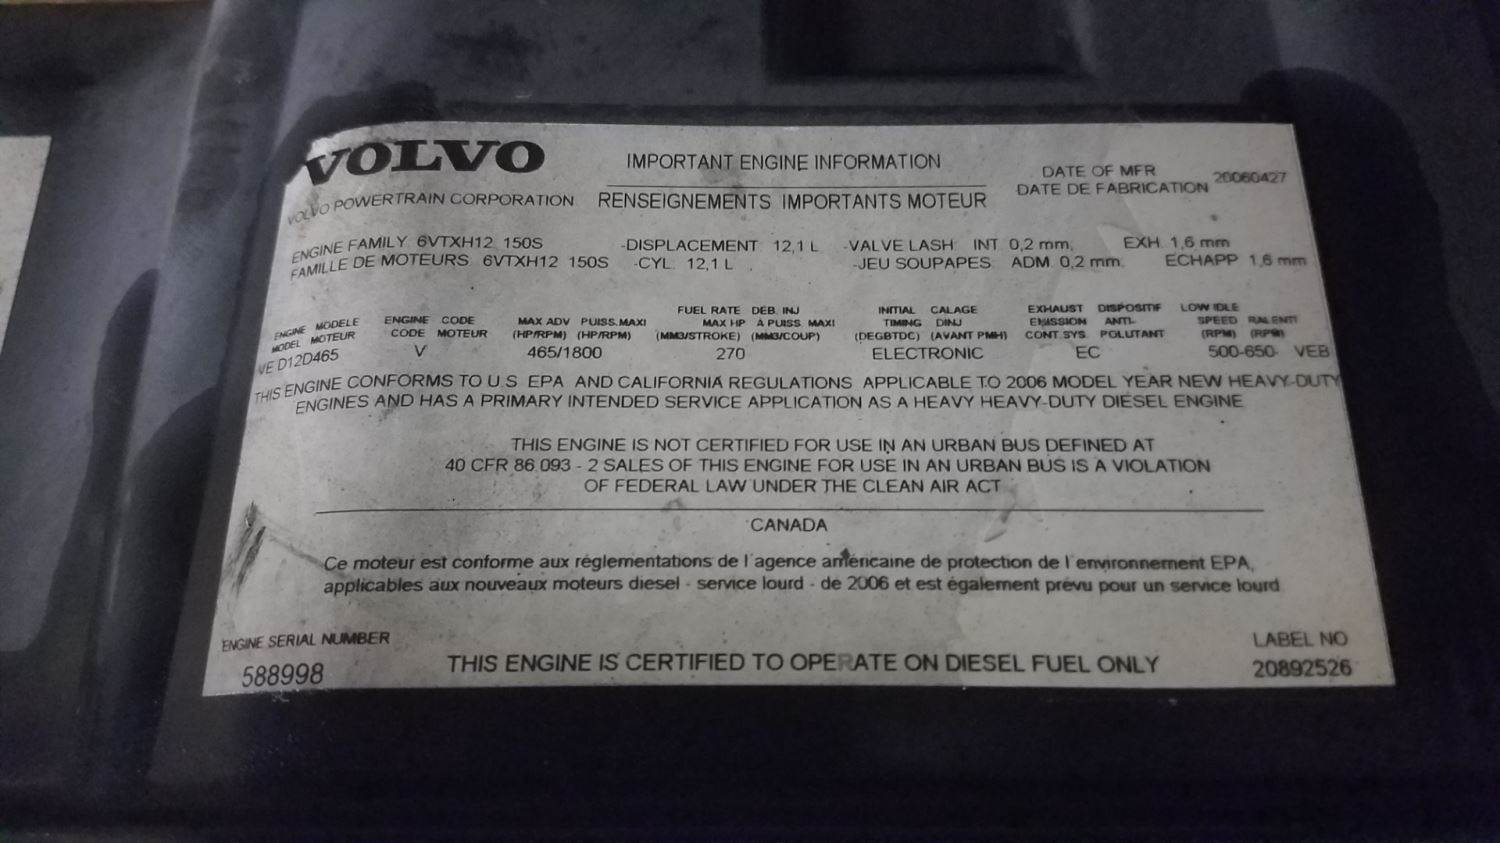 VOLVO
IMPORTANT ENGINE INFORMATION
DATE OF MFR
DATE DE FABRICATION 20060427
VOLVO POWERTRAIN CORPORATION
RENSEIGNEMENTS IMPORTANTS MOTEUR
ENGINE FAMILY 6VTXH12 150S -DISPLACEMENT 12,1 L -VALVE LASH INT 0,2 mm, EXH 1,6 mm
FAMILLE DE MOTEURS 6VTXH12 150S -CYL 12,1 L -JEU SOUPAPES ADM 0,2 mm. ECHAPP 1,6 mm
FUEL RATE DEB INJ INITIAL CALAGE EXHAUST DISPOSITIF LOW IDLE
ENGINE MODELE ENGINE CODE MAX ADV PUISS.MAXI MAX HP À PUISS. MAXI TIMING DINJ EMISSION ANTI- SPEED RALENTI
MODEL MOTEUR CODE MOTEUR (HP/RPM) (HP/RPM) (MM3/STROKE) (MM3/COUP) (DEGBTDC) (AVANT PMH) CONT.SYS. POLUTANT (RPM) (RPM)
VE D12D465 V 465/1800 270 ELECTRONIC EC 500-650 VEB
THIS ENGINE CONFORMS TO U.S EPA AND CALIFORNIA REGULATIONS APPLICABLE TO 2006 MODEL YEAR NEW HEAVY-DUTY
ENGINES AND HAS A PRIMARY INTENDED SERVICE APPLICATION AS A HEAVY HEAVY-DUTY DIESEL ENGINE
THIS ENGINE IS NOT CERTIFIED FOR USE IN AN URBAN BUS DEFINED AT
40 CFR 86.093 - 2 SALES OF THIS ENGINE FOR USE IN AN URBAN BUS IS A VIOLATION
OF FEDERAL LAW UNDER THE CLEAN AIR ACT
CANADA
Ce moteur est conforme aux réglementations de l'agence américaine de protection de l'environnement EPA,
applicables aux nouveaux moteurs diesel - service lourd - de 2006 et est également prévu pour un service lourd
ENGINE SERIAL NUMBER
588998
THIS ENGINE IS CERTIFIED TO OPERATE ON DIESEL FUEL ONLY
LABEL NO
20892526